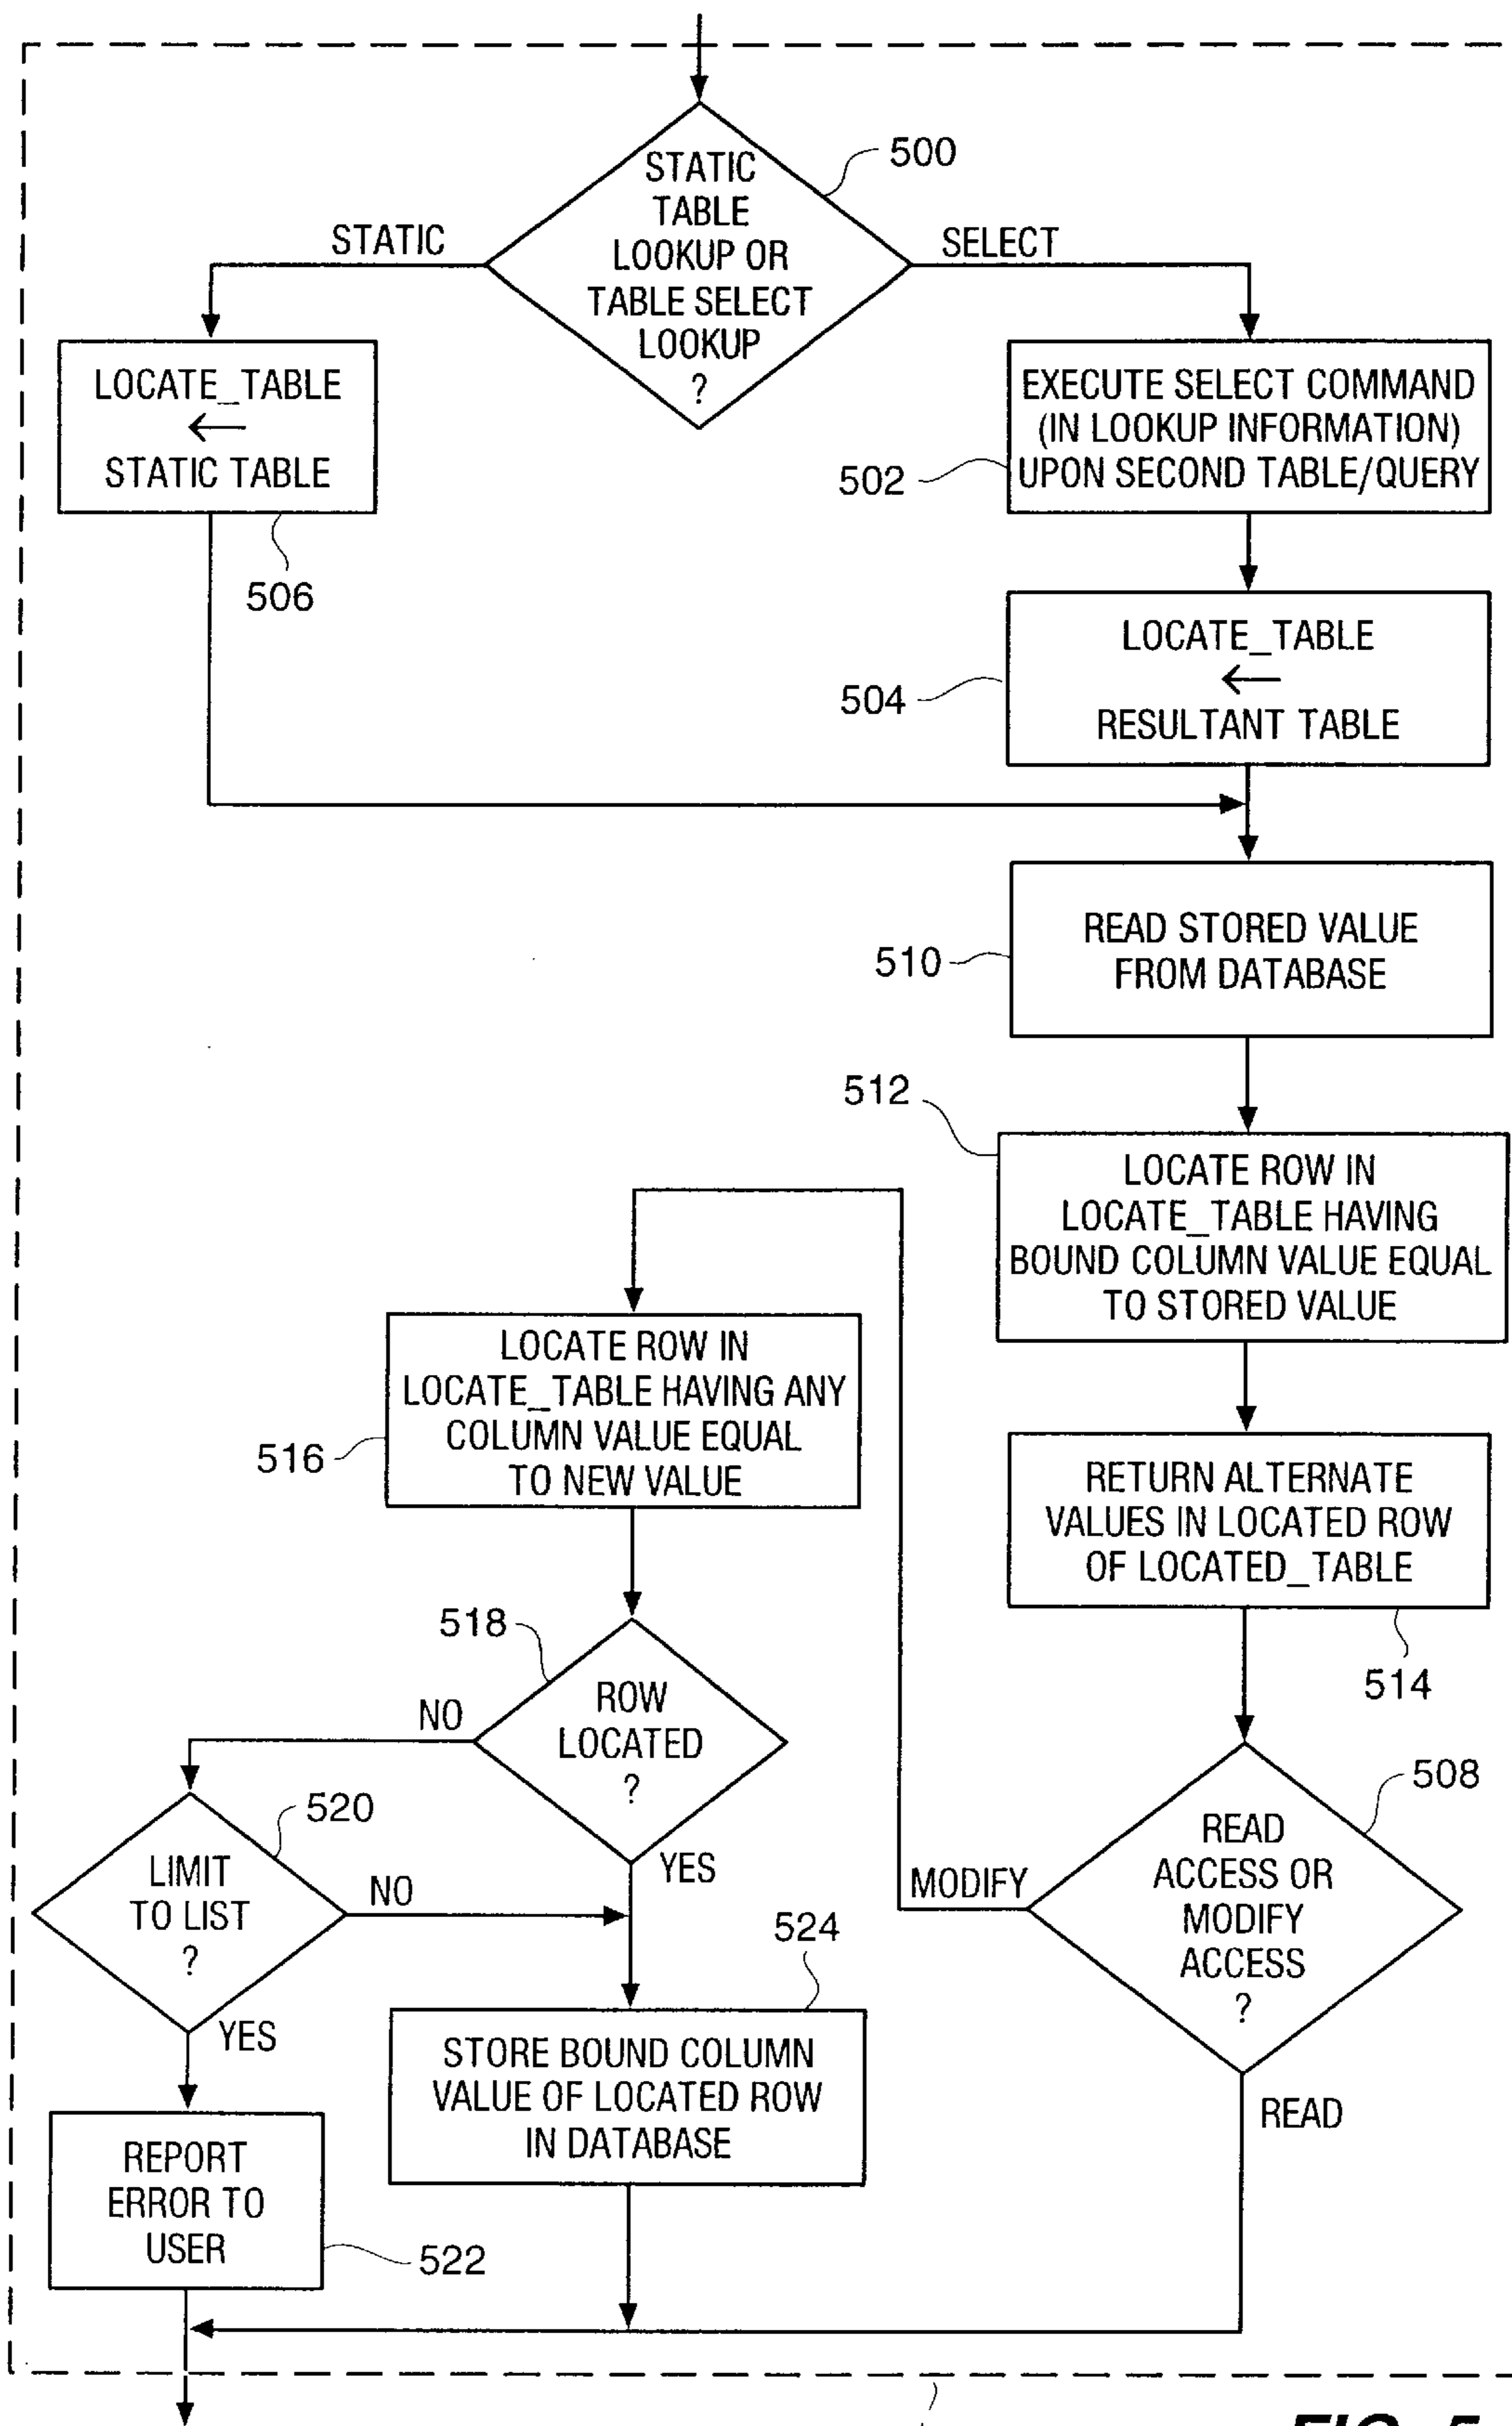 500
STATIC
TABLE
LOOKUP OR
TABLE SELECT
LOOKUP
?
STATIC
SELECT
LOCATE_TABLE
←
STATIC TABLE
506
EXECUTE SELECT COMMAND
(IN LOOKUP INFORMATION)
UPON SECOND TABLE/QUERY
502
LOCATE_TABLE
←
RESULTANT TABLE
504
READ STORED VALUE
FROM DATABASE
510
512
LOCATE ROW IN
LOCATE_TABLE HAVING
BOUND COLUMN VALUE EQUAL
TO STORED VALUE
RETURN ALTERNATE
VALUES IN LOCATED ROW
OF LOCATED_TABLE
514
508
READ
ACCESS OR
MODIFY
ACCESS
?
MODIFY
READ
LOCATE ROW IN
LOCATE_TABLE HAVING ANY
COLUMN VALUE EQUAL
TO NEW VALUE
516
518
ROW
LOCATED
?
NO
YES
520
LIMIT
TO LIST
?
NO
YES
524
STORE BOUND COLUMN
VALUE OF LOCATED ROW
IN DATABASE
REPORT
ERROR TO
USER
522
FIG. 5